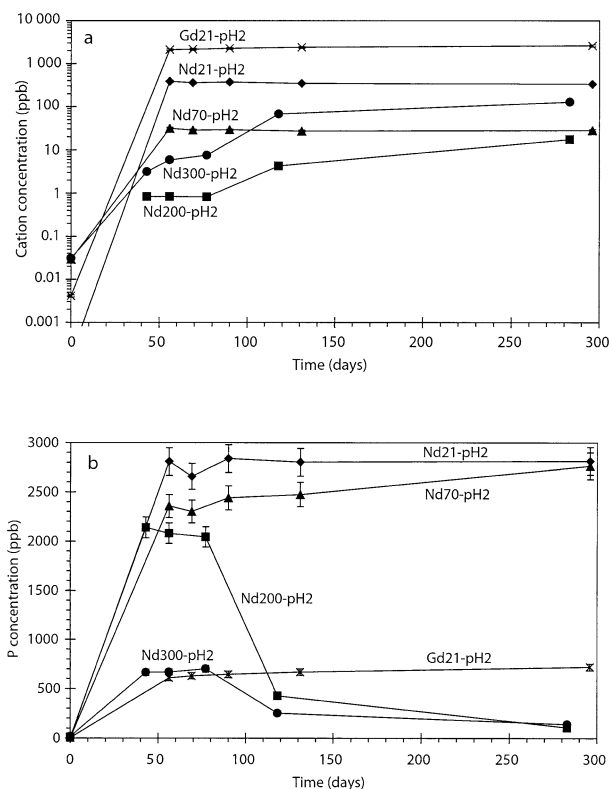 10 000
a
Gd21-pH2
1 000
Nd21-pH2
100
Nd70-pH2
10
Nd300-pH2
1
Nd200-pH2
0.1
0.01
0.001
Cation concentration (ppb)
0 50 100 150 200 250 300
Time (days)
3000
b
Nd21-pH2
2500
Nd70-pH2
2000
1500
Nd200-pH2
1000
Nd300-pH2
Gd21-pH2
500
0
P concentration (ppb)
0 50 100 150 200 250 300
Time (days)